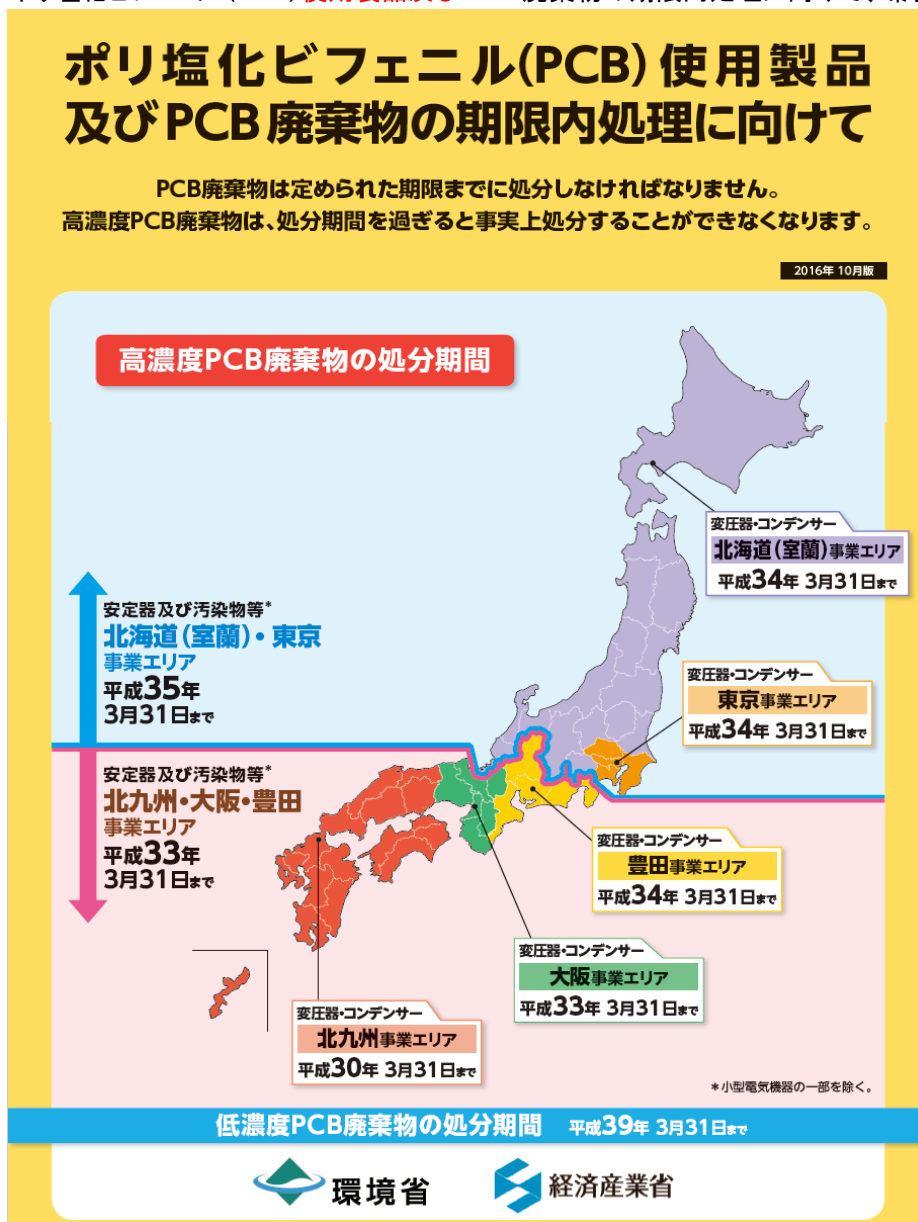 使用製品及び
ポリ塩化ビフェニル(PCB)使用製品
及びPCB廃棄物の期限内処理に向けて
PCB廃棄物は定められた期限までに処分しなければなりません。
高濃度PCB廃棄物は、処分期間を過ぎると事実上処分することができなくなります。
2016年 10月版
高濃度PCB廃棄物の処分期間
変圧器・コンデンサー
北海道(室蘭)事業エリア
平成34年 3月31日まで
安定器及び汚染物等*
北海道(室蘭)・東京
事業エリア
平成35年
3月31日まで
変圧器・コンデンサー
東京事業エリア
平成34年 3月31日まで
安定器及び汚染物等*
北九州・大阪・豊田
事業エリア
平成33年
3月31日まで
変圧器・コンデンサー
豊田事業エリア
平成34年 3月31日まで
変圧器・コンデンサー
大阪事業エリア
平成33年 3月31日まで
変圧器・コンデンサー
北九州事業エリア
平成30年 3月31日まで
*小型電気機器の一部を除く。
低濃度PCB廃棄物の処分期間 平成39年 3月31日まで
環境省
経済産業省